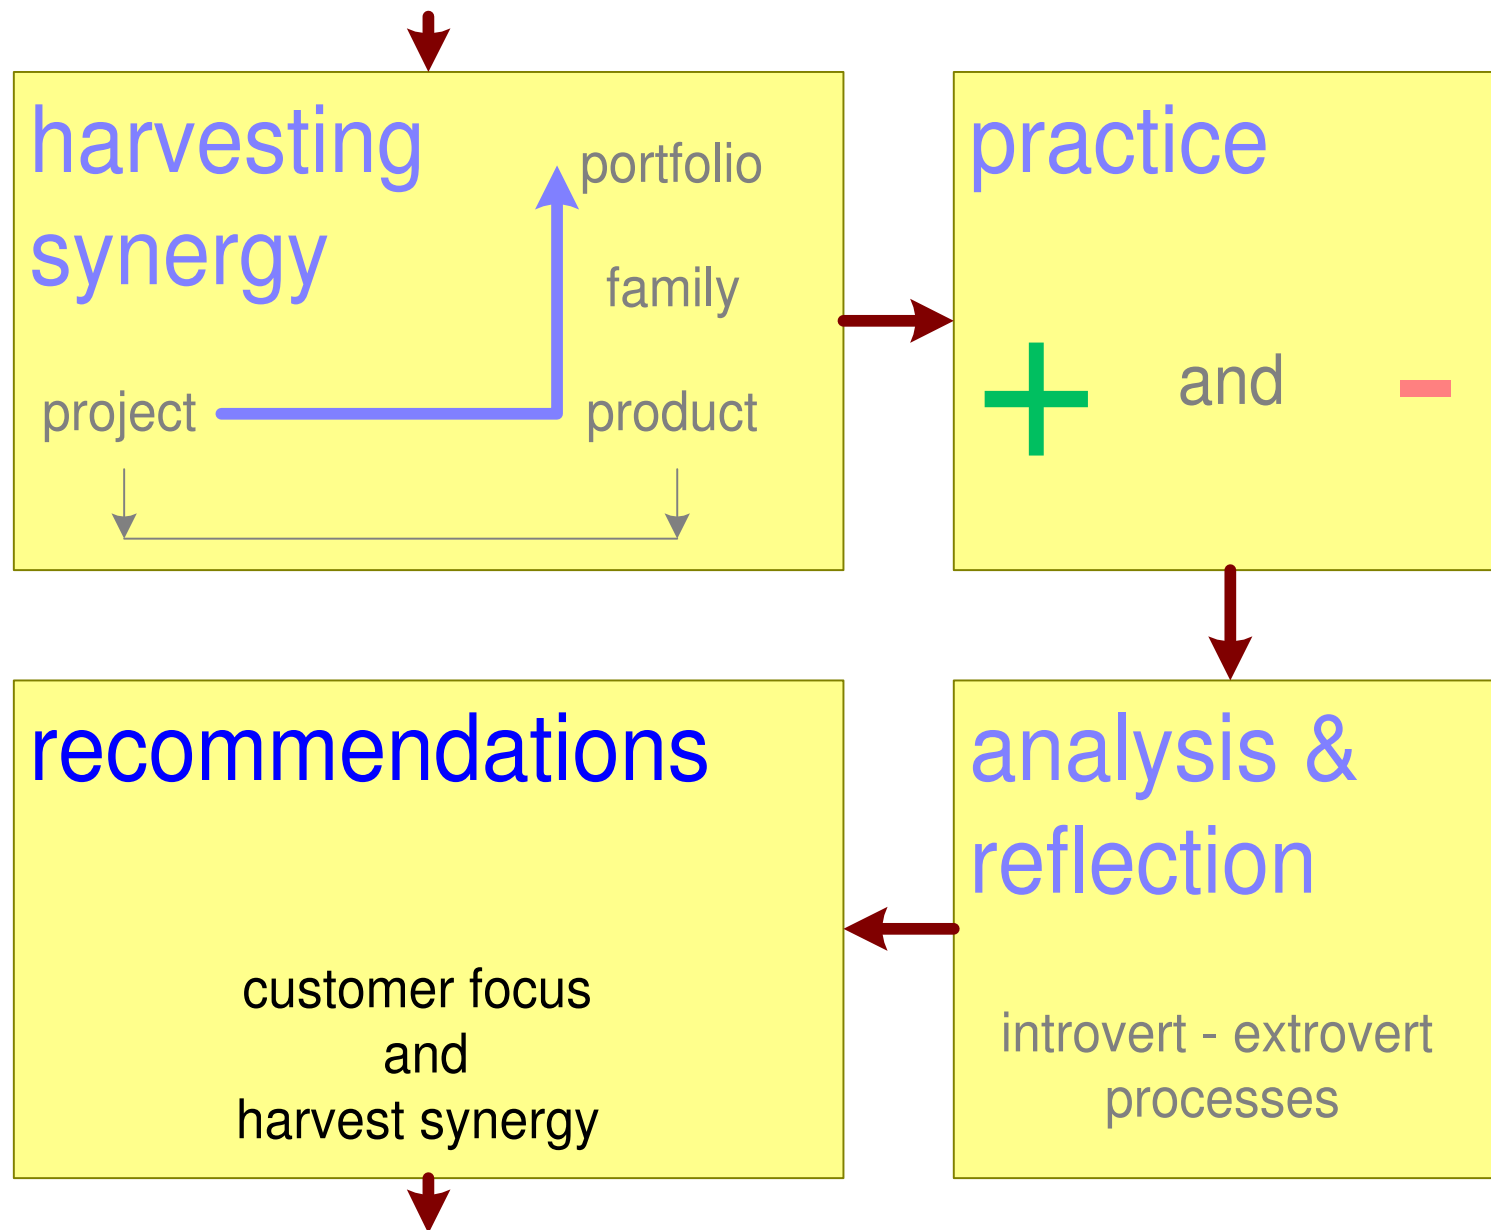 harvesting
synergy
portfolio
family
project
product
practice
+ and -
recommendations
customer focus
and
harvest synergy
analysis &
reflection
introvert - extrovert
processes